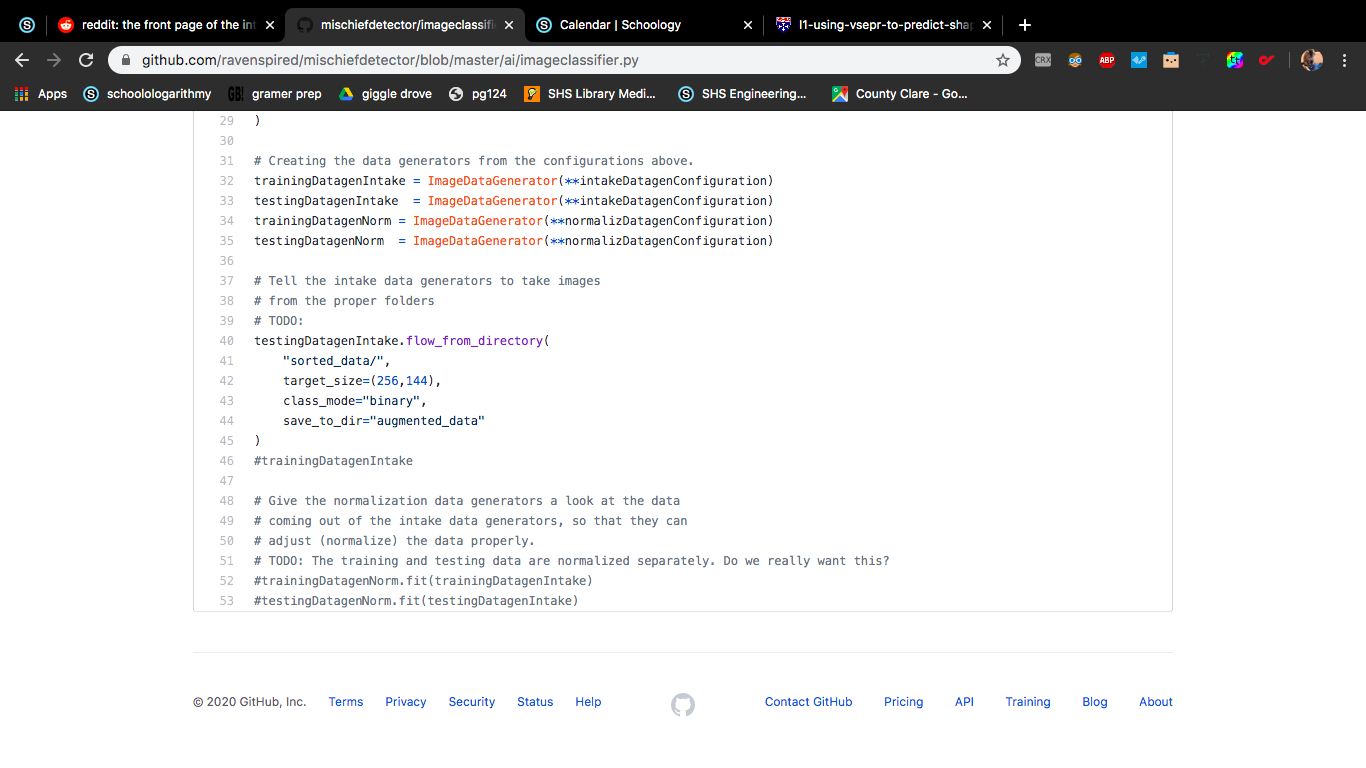 reddit: the front page of the int
mischiefdetector/imageclassifi
Calendar | Schoology
l1-using-vsepr-to-predict-shap
github.com/ravenspired/mischiefdetector/blob/master/ai/imageclassifier.py
CRX
ABP
Apps
schoolologarithmy
GB!
gramer prep
giggle drove
pg124
SHS Library Medi...
SHS Engineering...
County Clare - Go...
29 )
30
31 # Creating the data generators from the configurations above.
32 trainingDatagenIntake = ImageDataGenerator(**intakeDatagenConfiguration)
33 testingDatagenIntake  = ImageDataGenerator(**intakeDatagenConfiguration)
34 trainingDatagenNorm = ImageDataGenerator(**normalizDatagenConfiguration)
35 testingDatagenNorm  = ImageDataGenerator(**normalizDatagenConfiguration)
36
37 # Tell the intake data generators to take images
38 # from the proper folders
39 # TODO:
40 testingDatagenIntake.flow_from_directory(
41     "sorted_data/",
42     target_size=(256,144),
43     class_mode="binary",
44     save_to_dir="augmented_data"
45 )
46 #trainingDatagenIntake
47
48 # Give the normalization data generators a look at the data
49 # coming out of the intake data generators, so that they can
50 # adjust (normalize) the data properly.
51 # TODO: The training and testing data are normalized separately. Do we really want this?
52 #trainingDatagenNorm.fit(trainingDatagenIntake)
53 #testingDatagenNorm.fit(testingDatagenIntake)
© 2020 GitHub, Inc. Terms Privacy Security Status Help Contact GitHub Pricing API Training Blog About